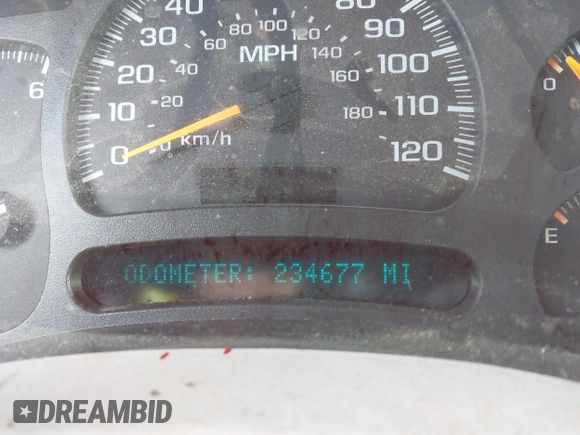 40 80
30 60 80 100 120 90
MPH 140
20 40 160 100
6
10 20 180 110
0 0 km/h 120
0
E
ODOMETER: 234677 MI
DREAMBID